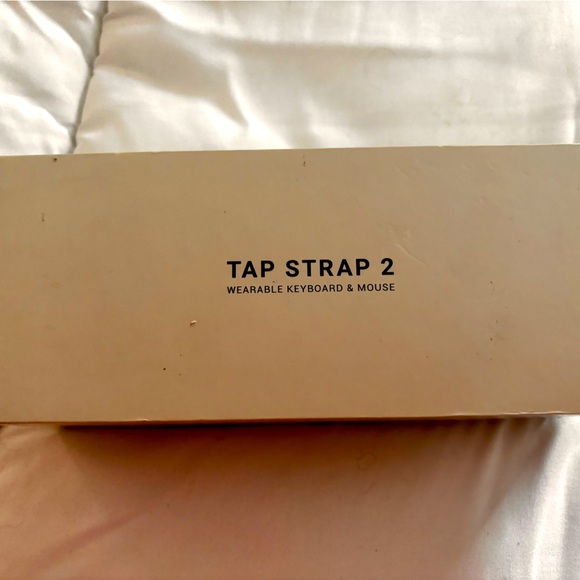 TAP STRAP 2
WEARABLE KEYBOARD & MOUSE